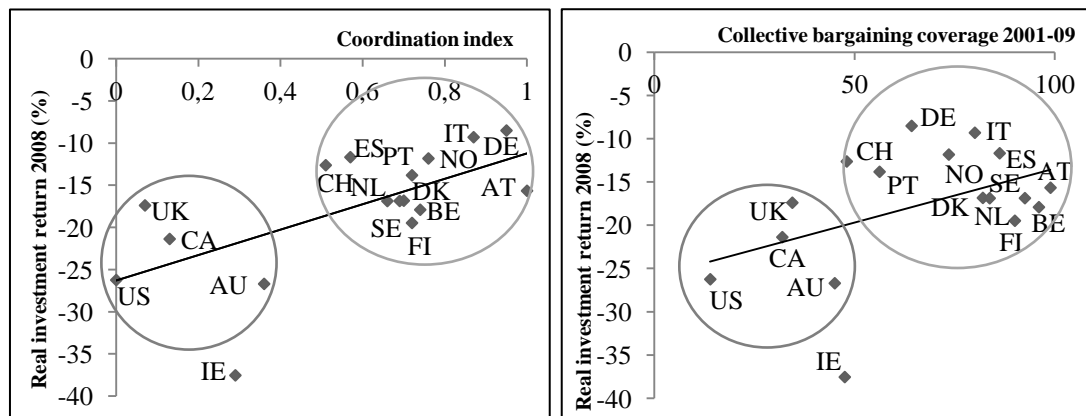 Coordination index
Real investment return 2008 (%)
0
-5
-10
-15
-20
-25
-30
-35
-40
0 0,2 0,4 0,6 0,8 1
IT
ES PT NO DE
CH NL DK AT
SE BE
FI
UK
CA
US AU
IE
Collective bargaining coverage 2001-09
Real investment return 2008 (%)
0
-5
-10
-15
-20
-25
-30
-35
-40
0 50 100
DE IT
CH NO ES AT
PT SE
DK NL BE
FI
UK
CA
US AU
IE